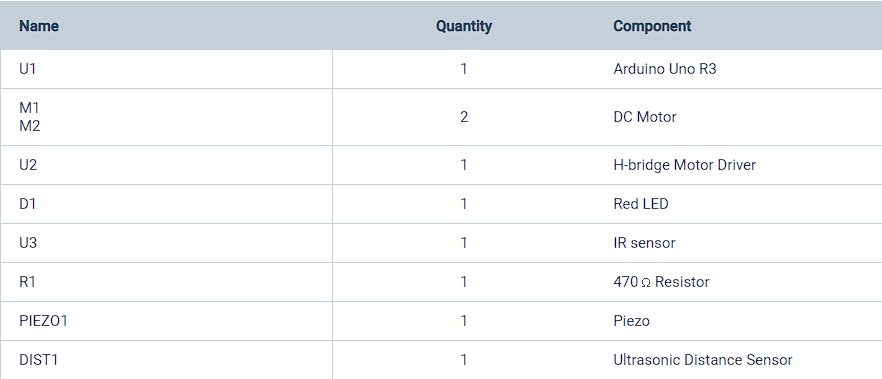 Name Quantity Component
U1 1 Arduino Uno R3
M1
M2 2 DC Motor
U2 1 H-bridge Motor Driver
D1 1 Red LED
U3 1 IR sensor
R1 1 470 Ω Resistor
PIEZO1 1 Piezo
DIST1 1 Ultrasonic Distance Sensor